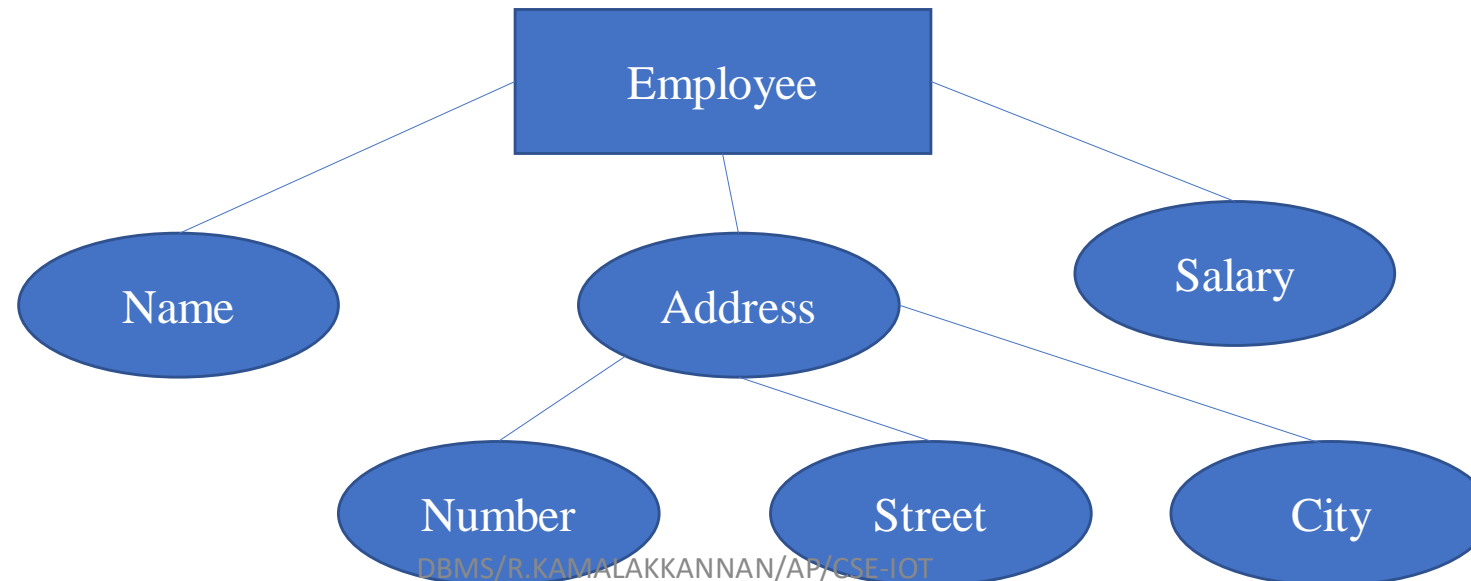 Employee
Name
Address
Salary
Number
Street
City
DBMS/R.KAMALAKKANNAN/AP/CSE-IOT